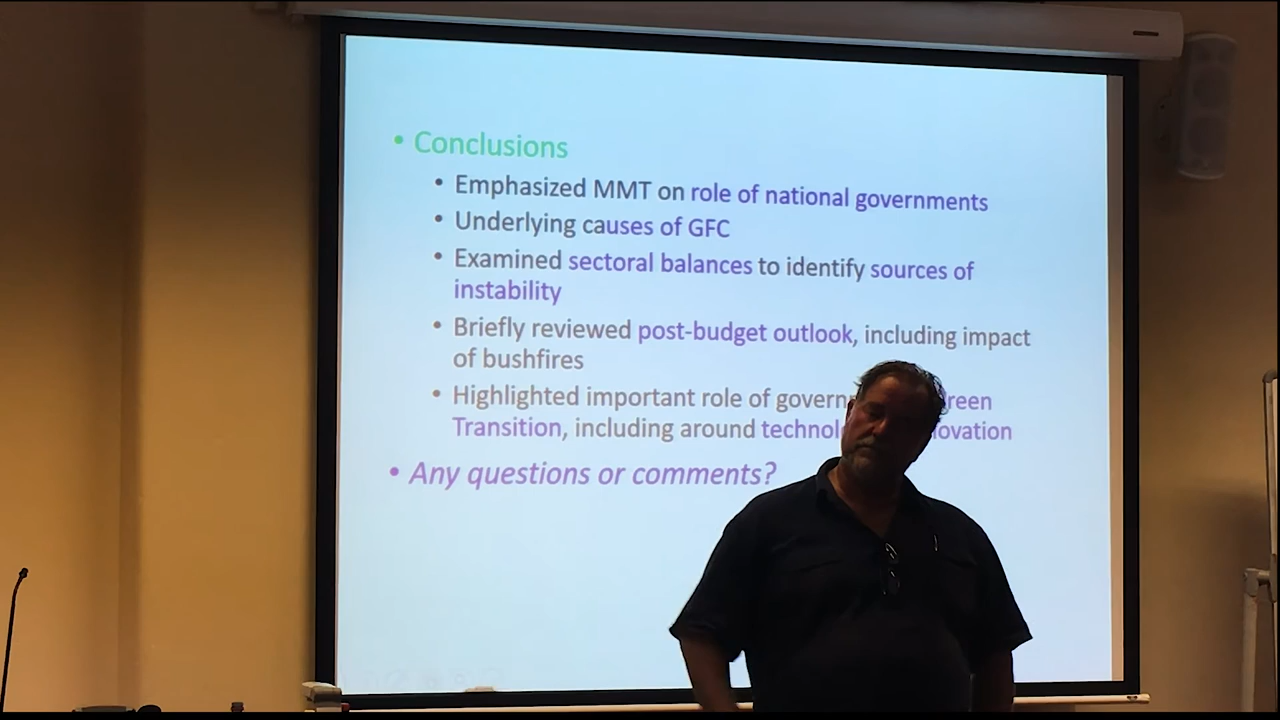 • Conclusions
• Emphasized MMT on role of national governments
• Underlying causes of GFC
• Examined sectoral balances to identify sources of
instability
• Briefly reviewed post-budget outlook, including impact
of bushfires
• Highlighted important role of govern reen
Transition, including around technol ovation
• Any questions or comments?